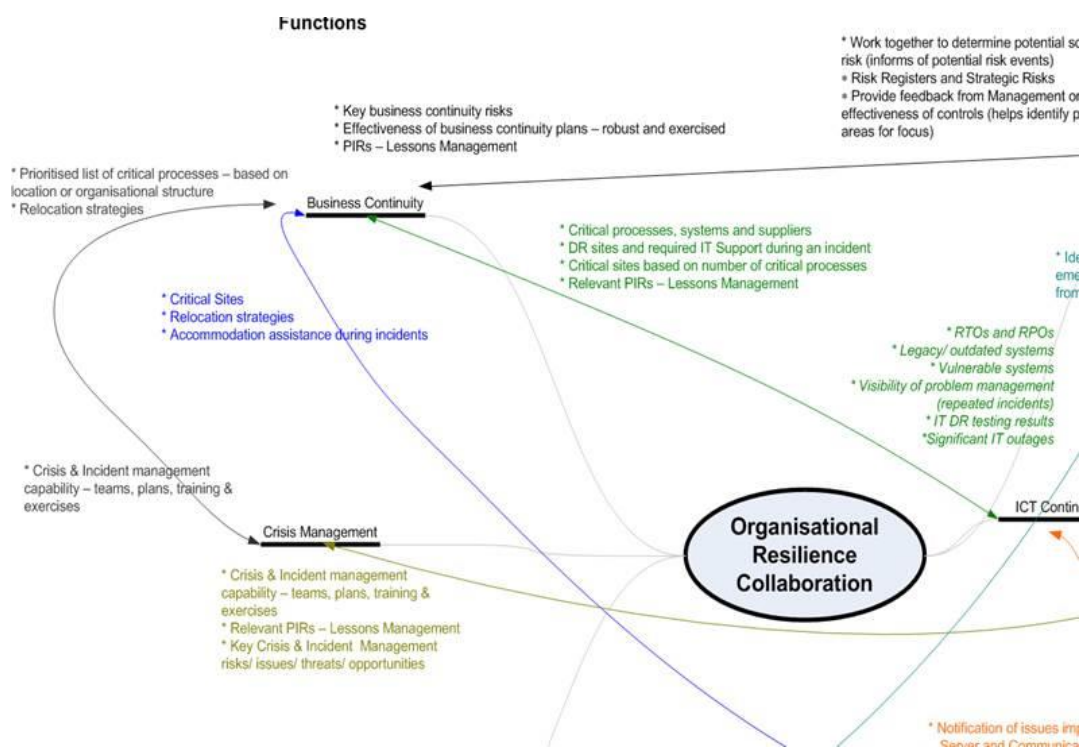 Functions
* Work together to determine potential
risk (informs of potential risk events)
* Risk Registers and Strategic Risks
* Provide feedback from Management
effectiveness of controls (helps identify
areas for focus)
* Key business continuity risks
* Effectiveness of business continuity plans – robust and exercised
* PIRs – Lessons Management
* Prioritised list of critical processes – based on
location or organisational structure
* Relocation strategies
Business Continuity
* Critical processes, systems and suppliers
* DR sites and required IT Support during an incident
* Critical sites based on number of critical processes
* Relevant PIRs – Lessons Management
from
* Critical Sites
* Relocation strategies
* Accommodation assistance during incidents
* RTOs and RPOs
* Legacy/ outdated systems
* Vulnerable systems
* Visibility of problem management
(repeated incidents)
* IT DR testing results
*Significant IT outages
* Crisis & Incident management
capability – teams, plans, training &
exercises
ICT
Crisis Management
Organisational
Resilience
Collaboration
* Crisis & Incident management
capability – teams, plans, training &
exercises
* Relevant PIRs – Lessons Management
* Key Crisis & Incident Management
risks/ issues/ threats/ opportunities
* Notification of issues
Server and